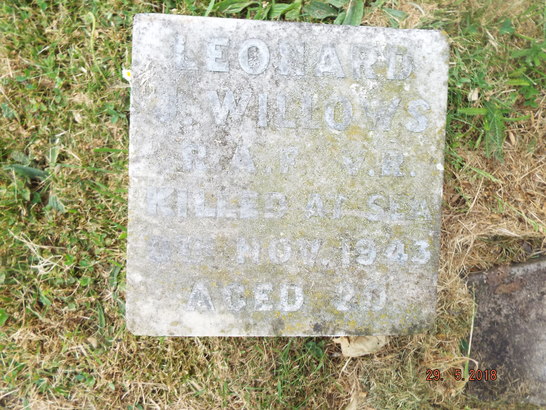 LEONARD
J. WILLOWS
R.A.F. V.R.
KILLED AT SEA
NOV. 1943
AGED 20
29. 5.2018